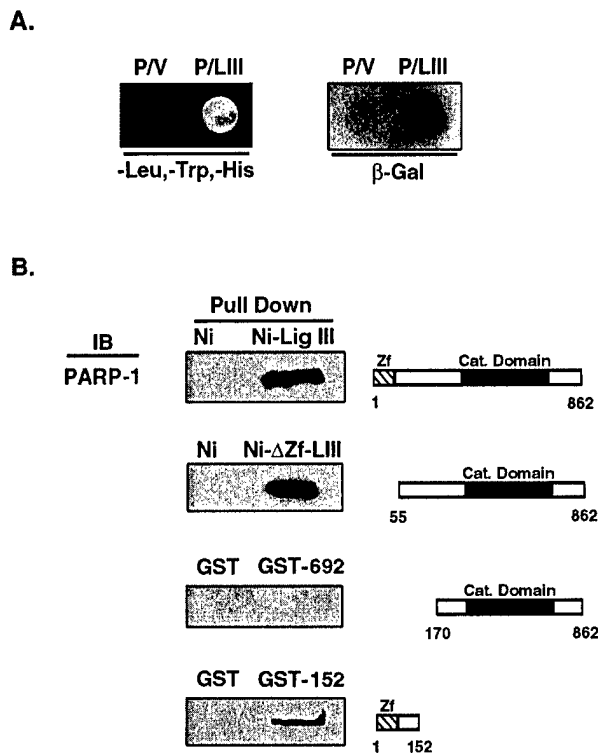 A.
P/V P/LIII P/V P/LIII
-Leu,-Trp,-His β-Gal
B.
Pull Down
IB Ni Ni-Lig III
PARP-1 Zf Cat. Domain
1 862
Ni Ni-ΔZf-LIII
Cat. Domain
55 862
GST GST-692
Cat. Domain
170 862
GST GST-152
Zf
1 152